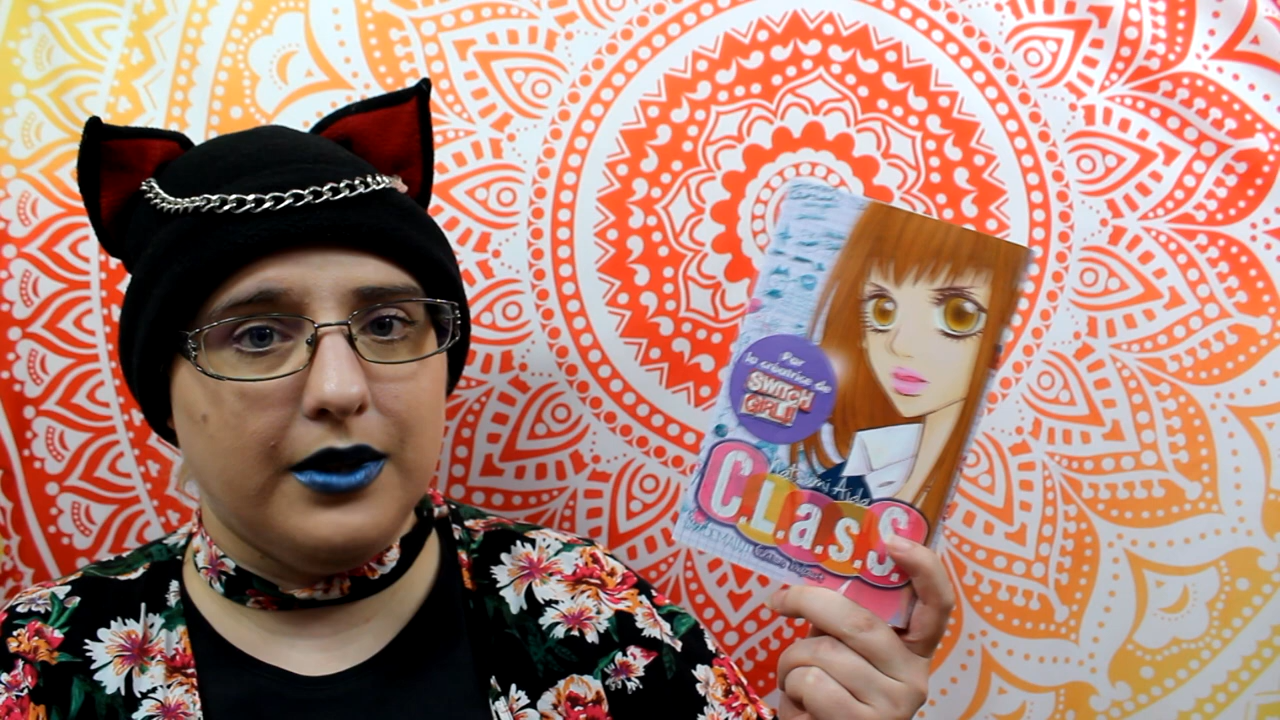 Par
la créatrice de
SWITCH
GIRL!!
Natsumi Aida
C.L.a.s.S.